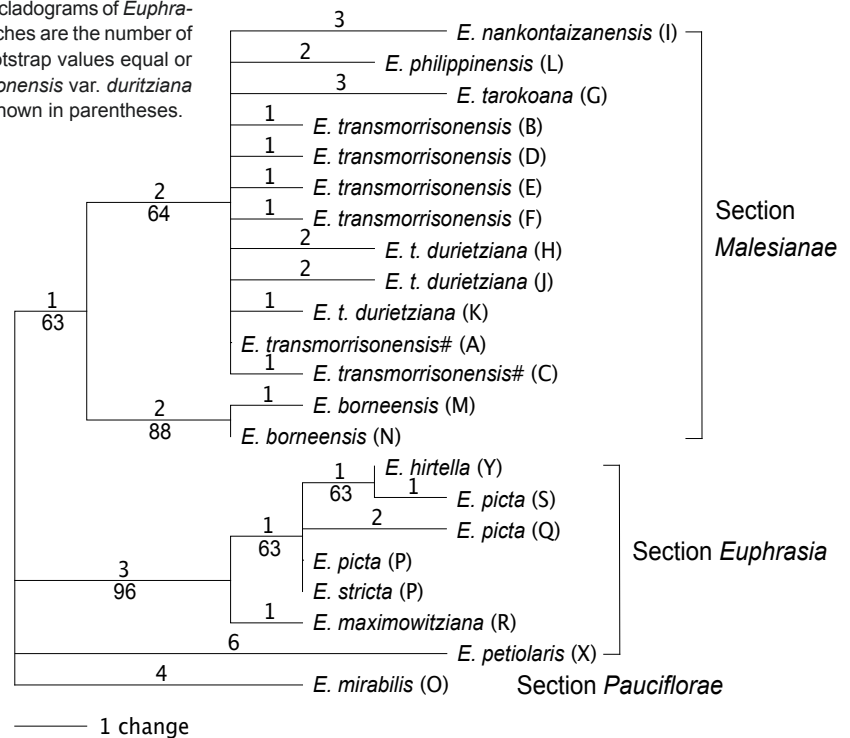 cladograms of Euphra-
ches are the number of
otstrap values equal or
onensis var. duritziana
nown in parentheses.
3
E. nankontaizanensis (I)
2
E. philippinensis (L)
3
E. tarokoana (G)
1
E. transmorrisonensis (B)
1
E. transmorrisonensis (D)
1
E. transmorrisonensis (E)
1
E. transmorrisonensis (F)
2
64
Section
Malesianae
2
E. t. durietziana (H)
2
E. t. durietziana (J)
1
E. t. durietziana (K)
1
63
E. transmorrisonensis# (A)
1
E. transmorrisonensis# (C)
1
E. borneensis (M)
2
88
E. borneensis (N)
E. hirtella (Y)
1
63
1
E. picta (S)
2
E. picta (Q)
1
63
Section Euphrasia
E. picta (P)
3
96
E. stricta (P)
1
E. maximowitziana (R)
6
E. petiolaris (X)
4
E. mirabilis (O) Section Pauciflorae
1 change